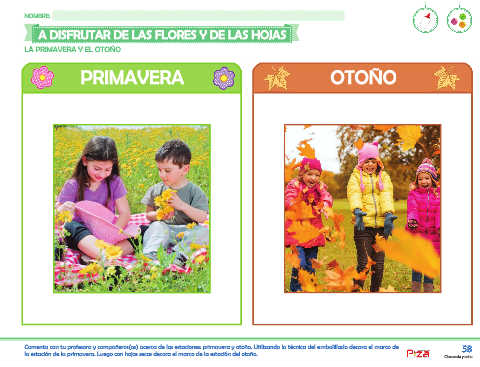 NOMBRE:
A DISFRUTAR DE LAS FLORES Y DE LAS HOJAS
LA PRIMAVERA Y EL OTOÑO
PRIMAVERA
OTOÑO
Comenta con tu profesora y compañeros(as) acerca de las estaciones primavera y otoño. Utilizando la técnica del embolillado decora el marco de
la estación de la primavera. Luego con hojas secas decora el marco de la estación del otoño.
58
Cincuenta y ocho